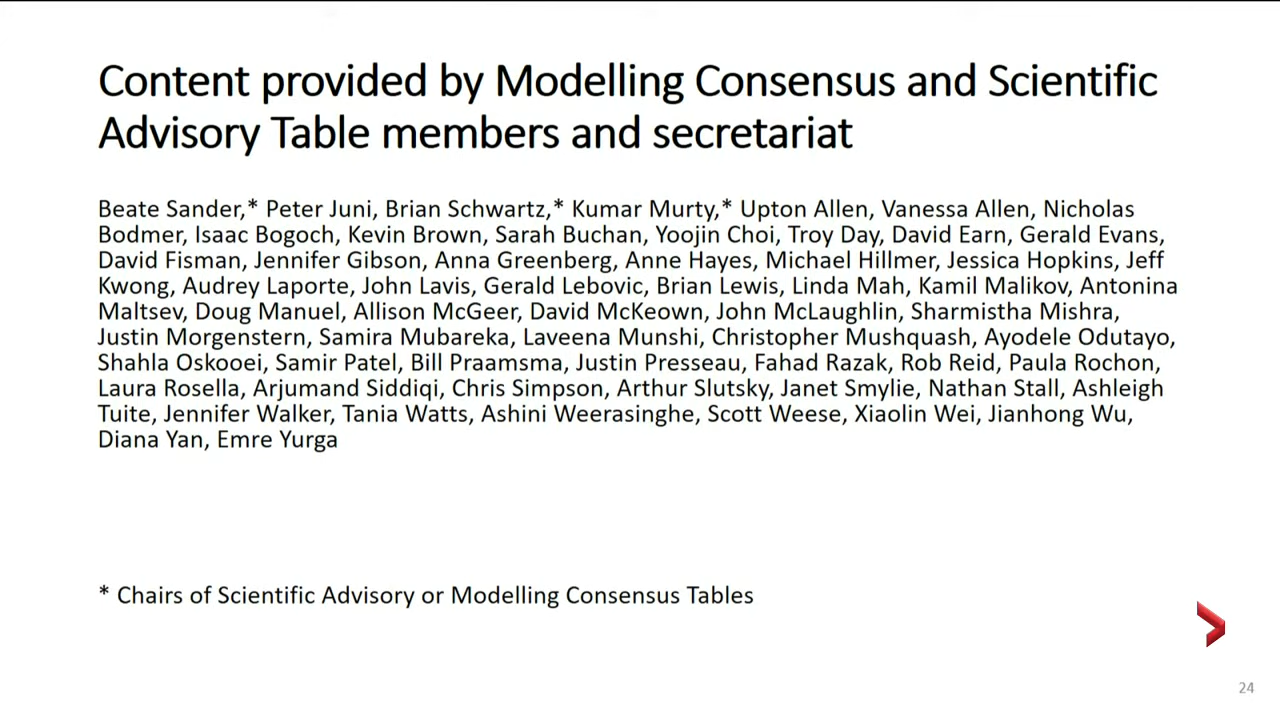 Content provided by Modelling Consensus and Scientific
Advisory Table members and secretariat
Beate Sander,* Peter Juni, Brian Schwartz,* Kumar Murty,* Upton Allen, Vanessa Allen, Nicholas
Bodmer, Isaac Bogoch, Kevin Brown, Sarah Buchan, Yoojin Choi, Troy Day, David Earn, Gerald Evans,
David Fisman, Jennifer Gibson, Anna Greenberg, Anne Hayes, Michael Hillmer, Jessica Hopkins, Jeff
Kwong, Audrey Laporte, John Lavis, Gerald Lebovic, Brian Lewis, Linda Mah, Kamil Malikov, Antonina
Maltsev, Doug Manuel, Allison McGeer, David McKeown, John McLaughlin, Sharmistha Mishra,
Justin Morgenstern, Samira Mubareka, Laveena Munshi, Christopher Mushquash, Ayodele Odutayo,
Shahla Oskooei, Samir Patel, Bill Praamsma, Justin Presseau, Fahad Razak, Rob Reid, Paula Rochon,
Laura Rosella, Arjumand Siddiqi, Chris Simpson, Arthur Slutsky, Janet Smylie, Nathan Stall, Ashleigh
Tuite, Jennifer Walker, Tania Watts, Ashini Weerasinghe, Scott Weese, Xiaolin Wei, Jianhong Wu,
Diana Yan, Emre Yurga
* Chairs of Scientific Advisory or Modelling Consensus Tables
24